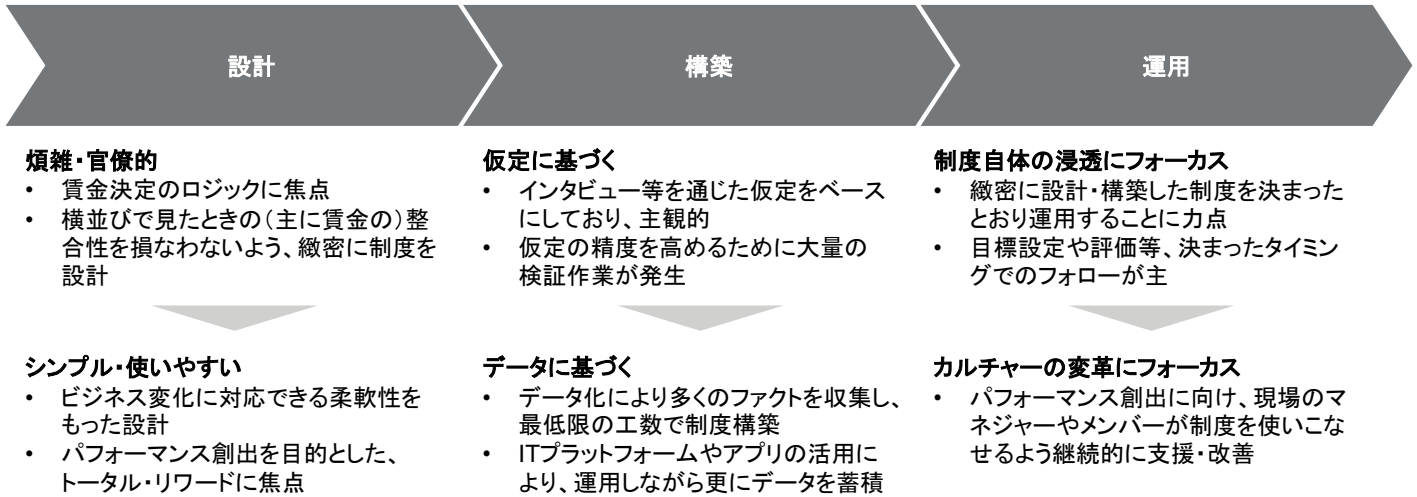 設計
構築
運用
煩雑・官僚的
• 賃金決定のロジックに焦点
• 横並びで見たときの(主に賃金の)整
合性を損なわないよう、緻密に制度を
設計
仮定に基づく
• インタビュー等を通じた仮定をベース
にしており、主観的
• 仮定の精度を高めるために大量の
検証作業が発生
制度自体の浸透にフォーカス
• 緻密に設計・構築した制度を決まった
とおり運用することに力点
• 目標設定や評価等、決まったタイミン
グでのフォローが主
シンプル・使いやすい
• ビジネス変化に対応できる柔軟性を
もった設計
• パフォーマンス創出を目的とした、
トータル・リワードに焦点
データに基づく
• データ化により多くのファクトを収集し、
最低限の工数で制度構築
• ITプラットフォームやアプリの活用に
より、運用しながら更にデータを蓄積
カルチャーの変革にフォーカス
• パフォーマンス創出に向け、現場のマ
ネジャーやメンバーが制度を使いこな
せるよう継続的に支援・改善